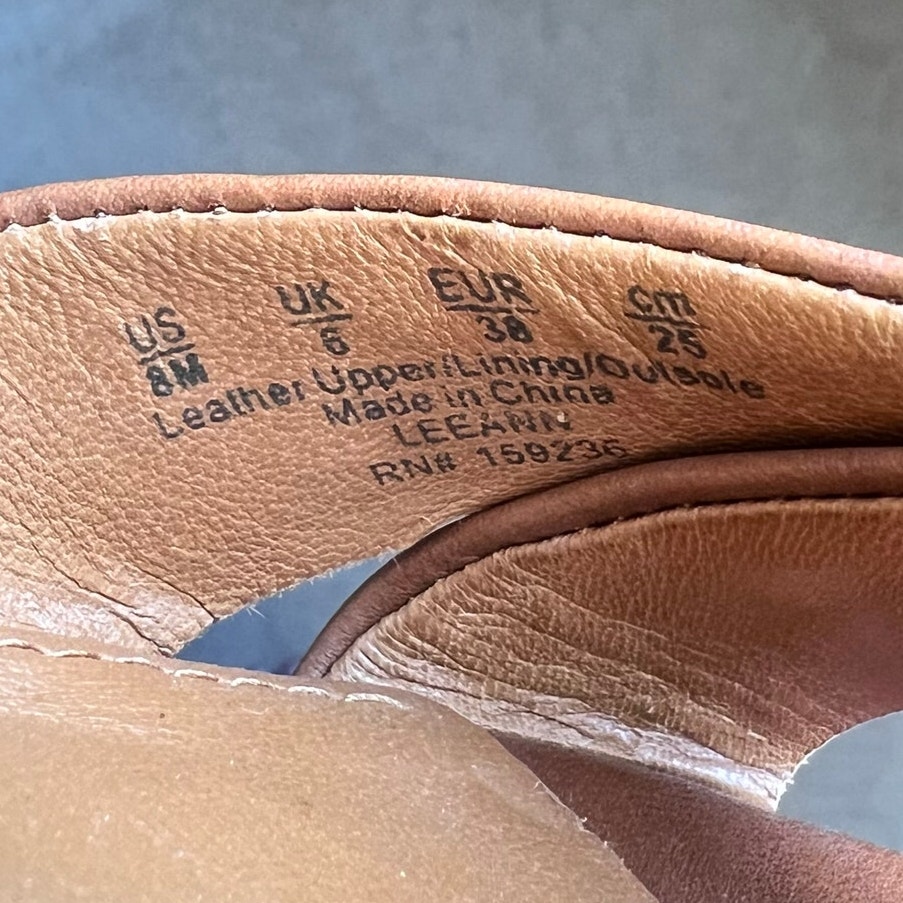 US UK EUR cm
8M 6 38 25
Leather Upper/Lining/Outsole
Made in China
LEEANN
RN# 159236